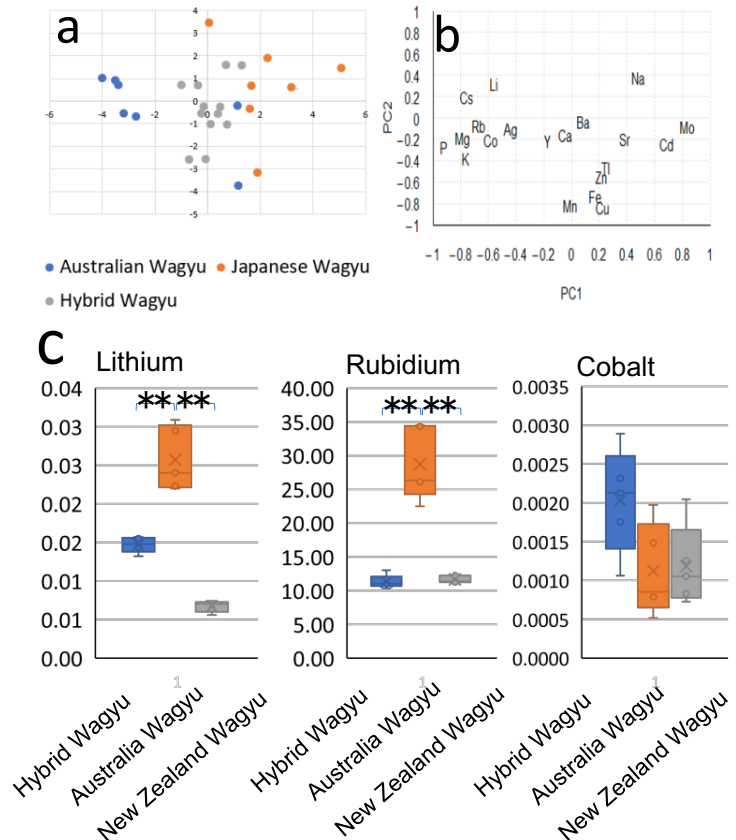 a
4
3
2
1
0
-6
-4
-2
0
2
4
6
-1
-2
-3
-4
-5
Australian Wagyu
Japanese Wagyu
Hybrid Wagyu
b
PC2
1
0.8
0.6
0.4
0.2
0
−0.2
−0.4
−0.6
−0.8
−1
Li
Na
Cs
Rb
Ag
Ba
Mo
P
Mg
Co
Y
Ca
Sr
Cd
K
Tl
Zn
Fe
Mn
Cu
−1 −0.8 −0.6 −0.4 −0.2 0 0.2 0.4 0.6 0.8 1
PC1
c
Lithium
0.04
0.03
0.03
0.02
0.02
0.01
0.01
0.00
** **
1
Hybrid Wagyu
Australia Wagyu
New Zealand Wagyu
Rubidium
40.00
35.00
30.00
25.00
20.00
15.00
10.00
5.00
0.00
** **
1
Hybrid Wagyu
Australia Wagyu
New Zealand Wagyu
Cobalt
0.0035
0.0030
0.0025
0.0020
0.0015
0.0010
0.0005
0.0000
1
Hybrid Wagyu
Australia Wagyu
New Zealand Wagyu